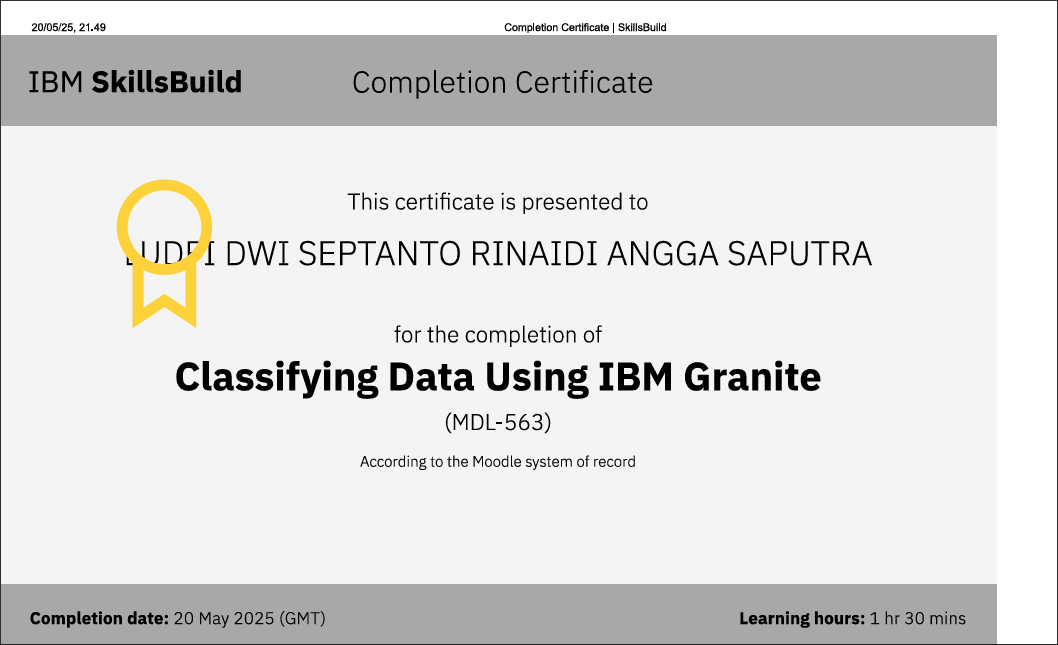 20/05/25, 21.49 Completion Certificate | SkillsBuild
IBM SkillsBuild Completion Certificate
This certificate is presented to
DWI SEPTANTO RINAIDI ANGGA SAPUTRA
for the completion of
Classifying Data Using IBM Granite
(MDL-563)
According to the Moodle system of record
Completion date: 20 May 2025 (GMT) Learning hours: 1 hr 30 mins